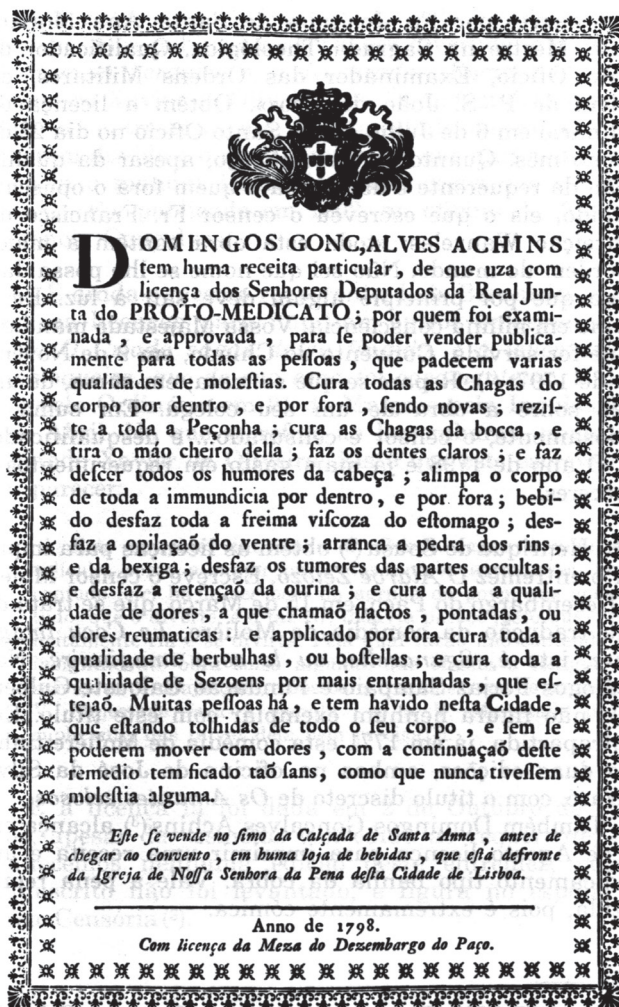 DOMINGOS GONC,ALVES ACHINS
tem huma receita particular, de que uza com
licença dos Senhores Deputados da Real Jun-
ta do PROTO-MEDICATO; por quem foi exami-
nada, e approvada, para ſe poder vender publica-
mente para todas as peſſoas, que padecem varias
qualidades de moleſtias. Cura todas as Chagas do
corpo por dentro, e por fora, ſendo novas, reziſ-
te a toda a Peçonha; cura as Chagas da bocca, e
tira o máo cheiro della; faz os dentes claros; e faz
deſcer todos os humores da cabeça; alimpa o corpo
de toda a immundicia por dentro, e por fora; bebi-
do desfaz toda a freima viſcoza do eſtomago; des-
faz a opilaçaõ do ventre; arranca a pedra dos rins,
e da bexiga; desfaz os tumores das partes occultas;
e desfaz a retençaõ da ourina; e cura toda a quali-
dade de dores, a que chamaõ flactos, pontadas, ou
dores reumaticas: e applicado por fora cura toda a
qualidade de barbulhas, ou boſtellas; e cura toda a
qualidade de Sezoens por mais entranhadas, que eſ-
tejaõ. Muitas peſſoas há, e tem havido neſta Cidade,
que eſtando tolhidas de todo o ſeu corpo, e ſem ſe
poderem mover com dores, com a continuaçaõ deſte
remedio tem ficado taõ ſans, como que nunca tiveſſem
moleſtia alguma.
Eſte ſe vende no ſimo da Calçada de Santa Anna, antes de
chegar ao Convento, em huma loja de bebidas, que eſtá defronte
da Igreja de Noſſa Senhora da Pena deſta Cidade de Lisboa.
Anno de 1798.
Com licença da Meza do Dezembargo do Paço.